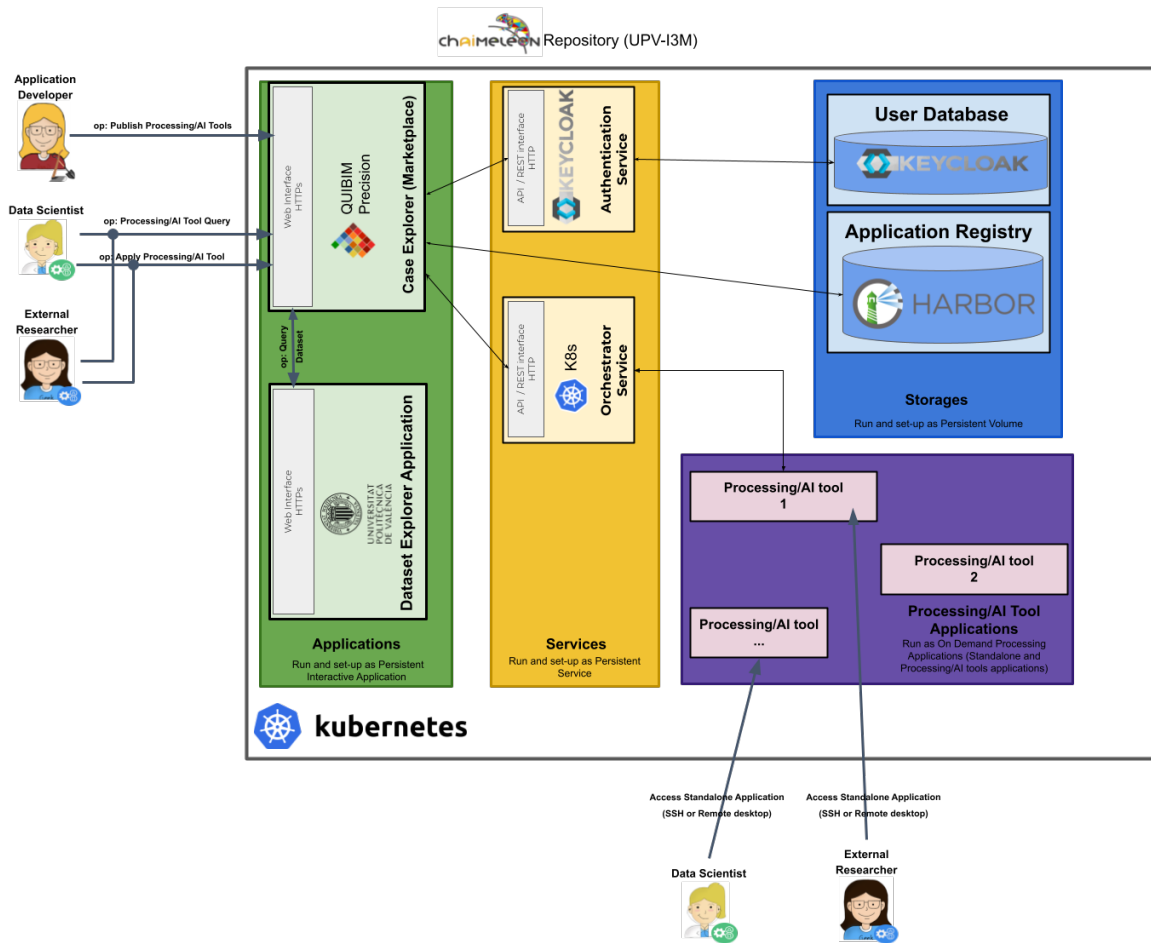 chaimeleon Repository (UPV-I3M)
Application
Developer
op: Publish Processing/AI Tools
Data Scientist
op: Processing/AI Tool Query
op: Apply Processing/AI Tool
External
Researcher
Web Interface
HTTPs
QUIBIM
Precision
Case Explorer (Marketplace)
op: Query
Dataset
Web Interface
HTTPs
UNIVERSITAT
POLITÈCNICA
DE VALÈNCIA
Dataset Explorer Application
Applications
Run and set-up as Persistent
Interactive Application
API / REST interface
HTTP
KEYCLOAK
Authentication
Service
API / REST interface
HTTP
K8s
Orchestrator
Service
Services
Run and set-up as Persistent
Service
User Database
KEYCLOAK
Application Registry
HARBOR
Storages
Run and set-up as Persistent Volume
Processing/AI tool
1
Processing/AI tool
2
Processing/AI tool
...
Processing/AI Tool
Applications
Run as On Demand Processing
Applications (Standalone and
Processing/AI tools applications)
kubernetes
Access Standalone Application
(SSH or Remote desktop)
Access Standalone Application
(SSH or Remote desktop)
Data Scientist
External
Researcher